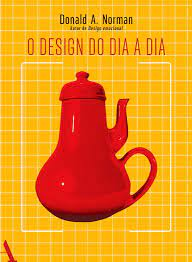 Donald A. Norman
Autor de Design emocional
O DESIGN DO DIA A DIA